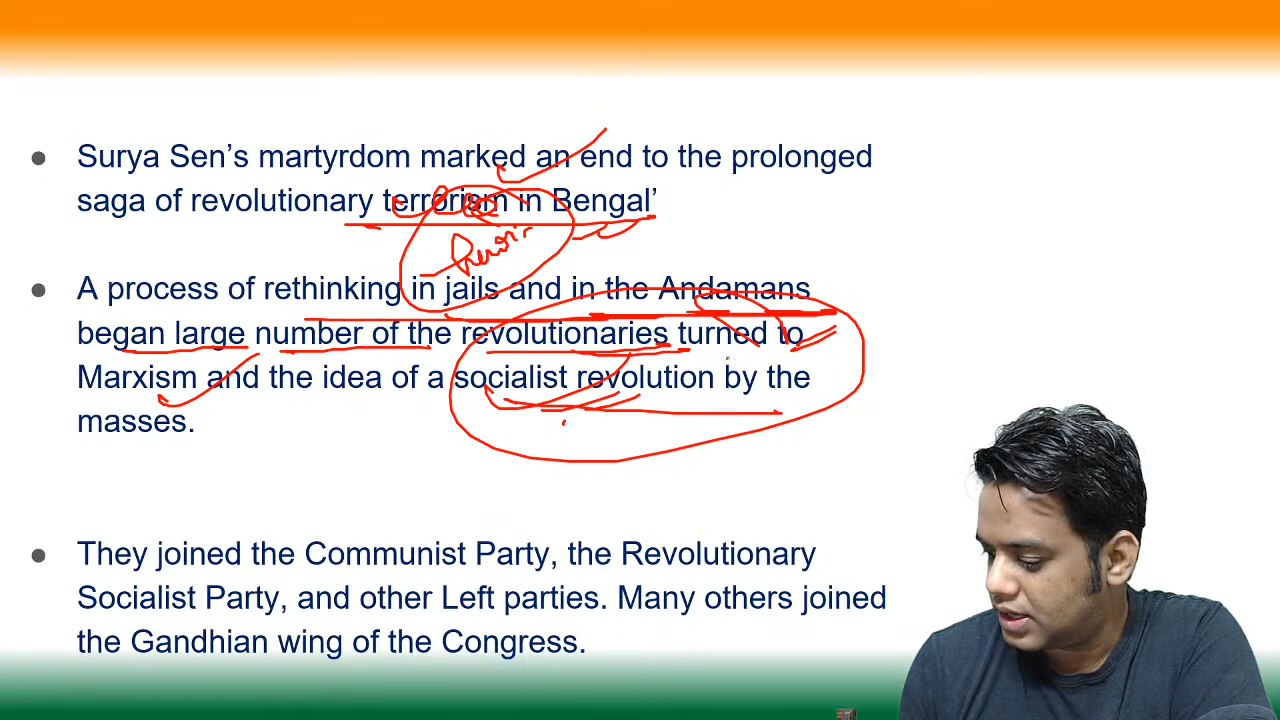 ● Surya Sen’s martyrdom marked an end to the prolonged
saga of revolutionary terrorism in Bengal’
● A process of rethinking in jails and in the Andamans
began large number of the revolutionaries turned to
Marxism and the idea of a socialist revolution by the
masses.
● They joined the Communist Party, the Revolutionary
Socialist Party, and other Left parties. Many others joined
the Gandhian wing of the Congress.